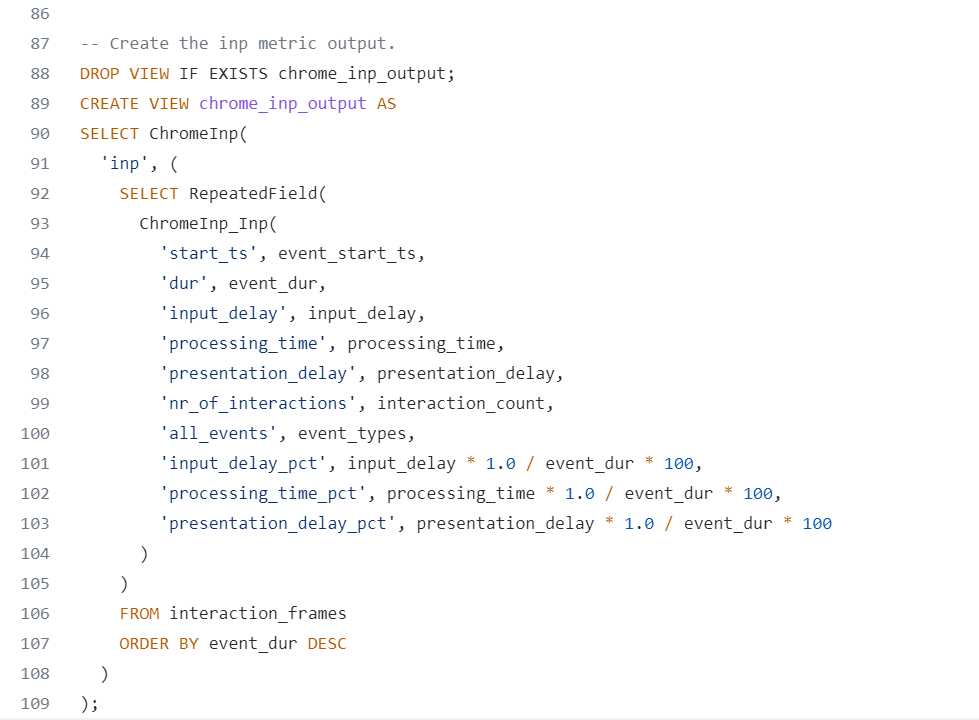 86
87 -- Create the inp metric output.
88 DROP VIEW IF EXISTS chrome_inp_output;
89 CREATE VIEW chrome_inp_output AS
90 SELECT ChromeInp(
91   'inp', (
92     SELECT RepeatedField(
93       ChromeInp_Inp(
94         'start_ts', event_start_ts,
95         'dur', event_dur,
96         'input_delay', input_delay,
97         'processing_time', processing_time,
98         'presentation_delay', presentation_delay,
99         'nr_of_interactions', interaction_count,
100         'all_events', event_types,
101         'input_delay_pct', input_delay * 1.0 / event_dur * 100,
102         'processing_time_pct', processing_time * 1.0 / event_dur * 100,
103         'presentation_delay_pct', presentation_delay * 1.0 / event_dur * 100
104       )
105     )
106     FROM interaction_frames
107     ORDER BY event_dur DESC
108   )
109 );